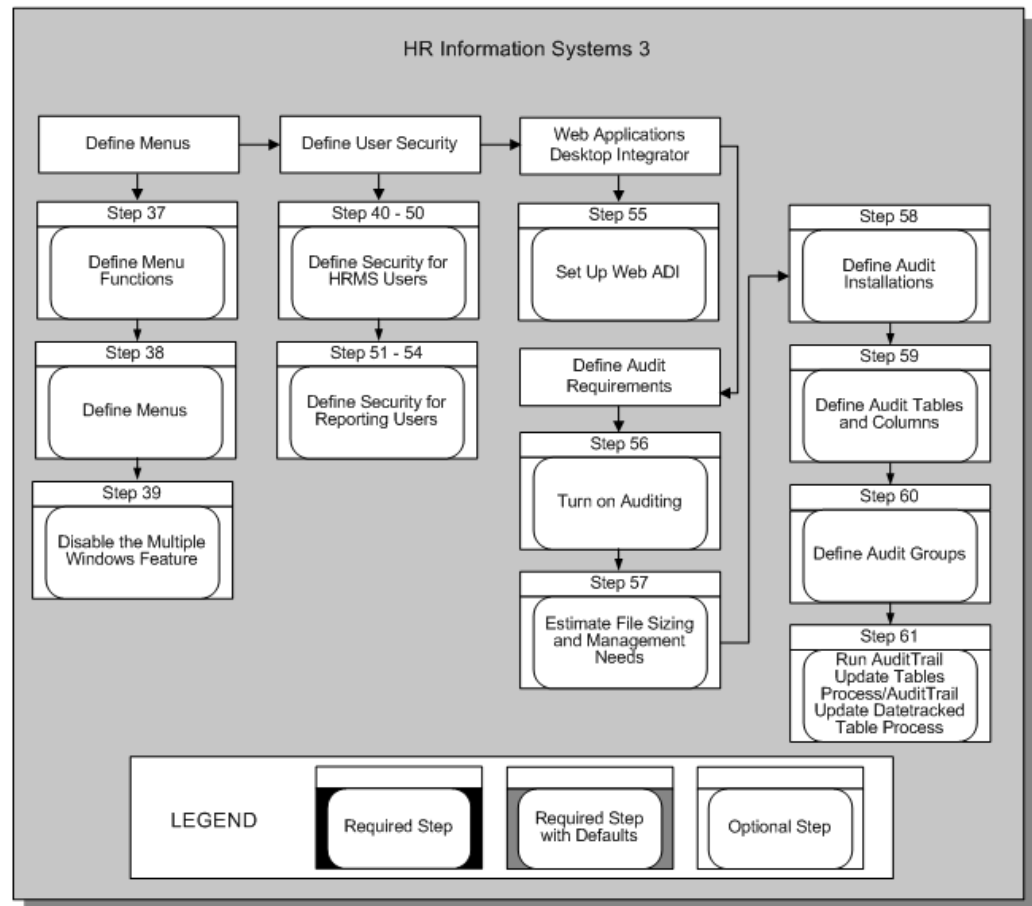 HR Information Systems 3
Define Menus
Define User Security
Web Applications
Desktop Integrator
Step 37
Define Menu
Functions
Step 38
Define Menus
Step 39
Disable the Multiple
Windows Feature
Step 40 - 50
Define Security for
HRMS Users
Step 51 - 54
Define Security for
Reporting Users
Step 55
Set Up Web ADI
Define Audit
Requirements
Step 56
Turn on Auditing
Step 57
Estimate File Sizing
and Management
Needs
Step 58
Define Audit
Installations
Step 59
Define Audit Tables
and Columns
Step 60
Define Audit Groups
Step 61
Run AuditTrail
Update Tables
Process/AuditTrail
Update Datetracked
Table Process
LEGEND
Required Step
Required Step
with Defaults
Optional Step